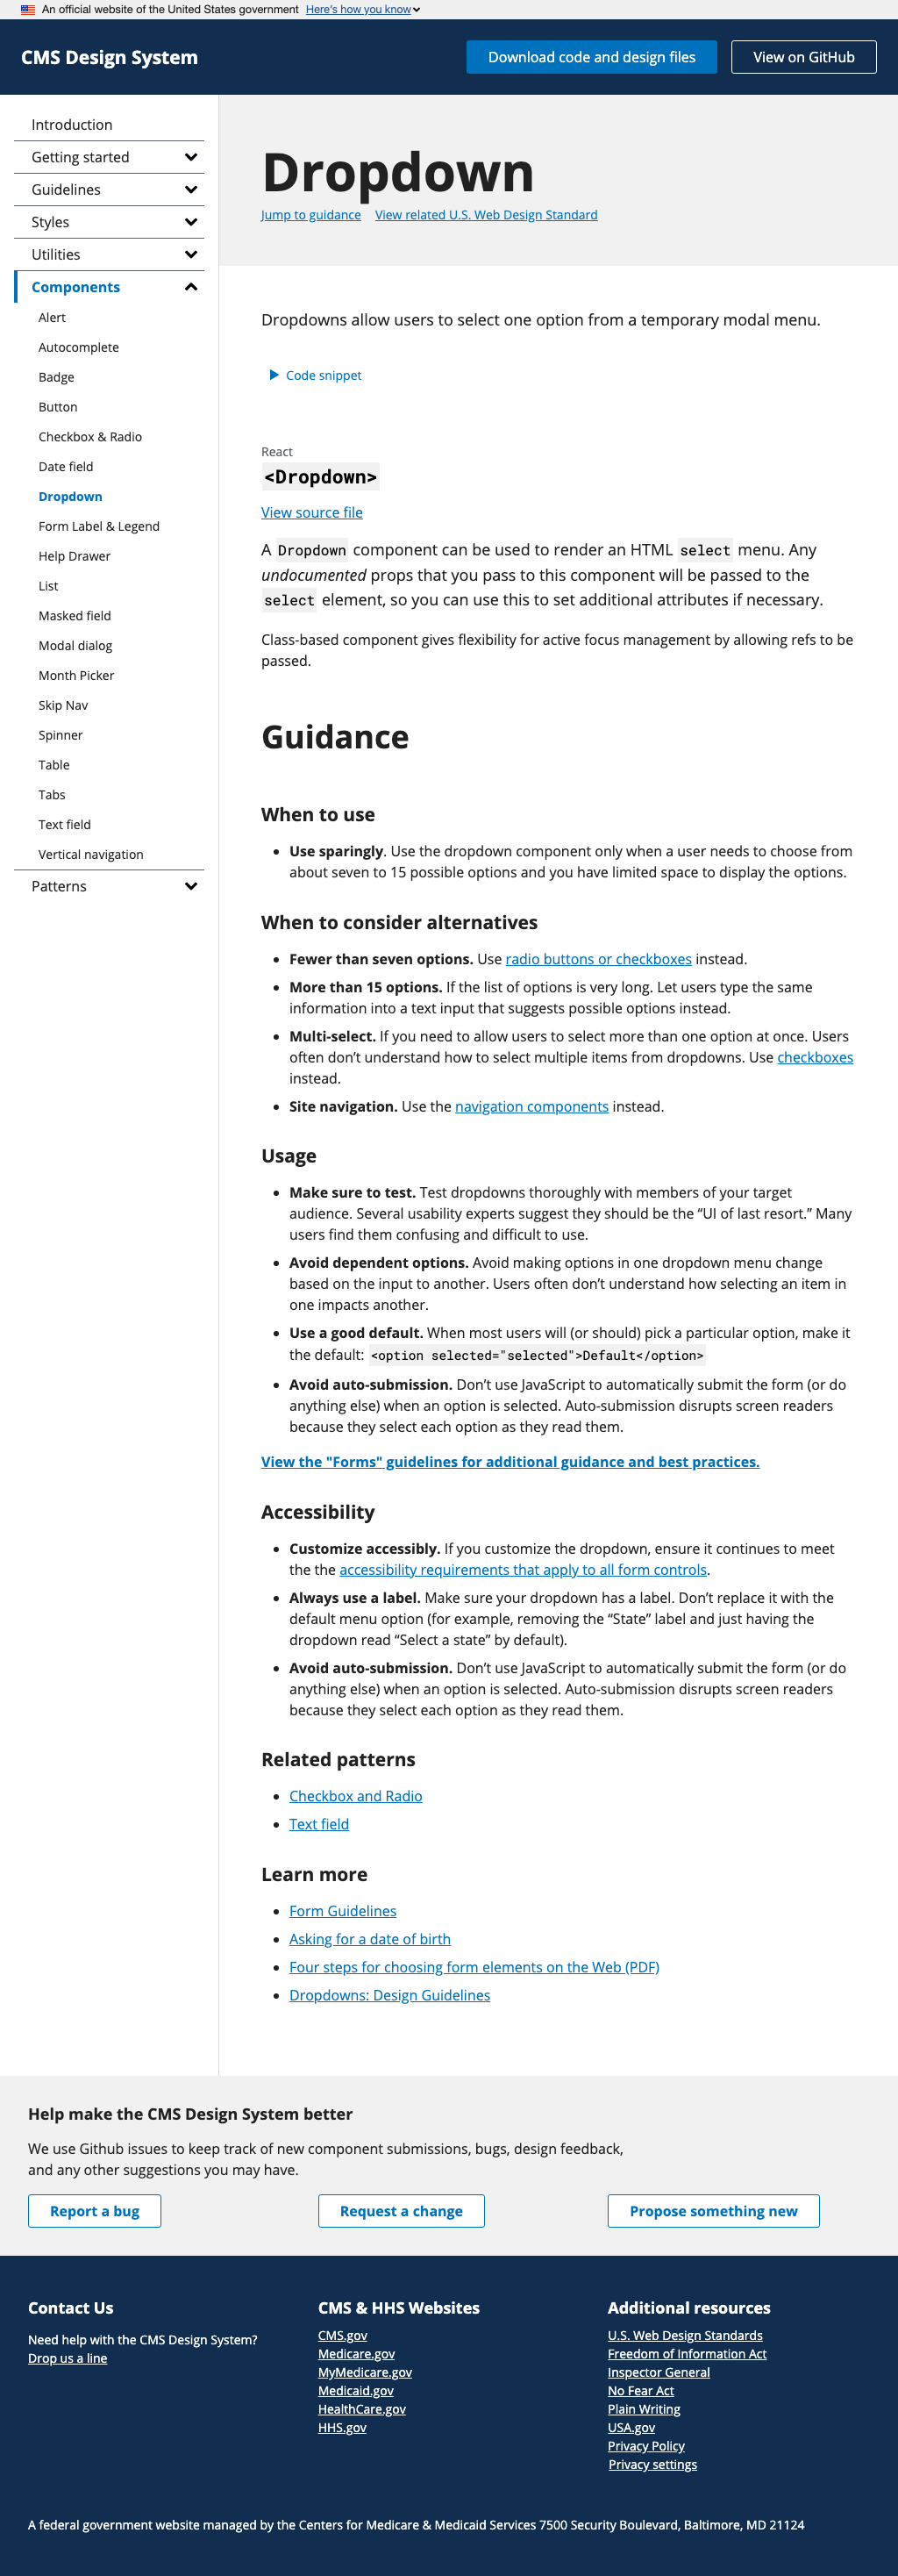 An official website of the United States government Here's how you know
CMS Design System
Download code and design files
View on GitHub
Introduction
Getting started
Guidelines
Styles
Utilities
Components
Alert
Autocomplete
Badge
Button
Checkbox & Radio
Date field
Dropdown
Form Label & Legend
Help Drawer
List
Masked field
Modal dialog
Month Picker
Skip Nav
Spinner
Table
Tabs
Text field
Vertical navigation
Patterns
Dropdown
Jump to guidance View related U.S. Web Design Standard
Dropdowns allow users to select one option from a temporary modal menu.
Code snippet
React
<Dropdown>
View source file
A Dropdown component can be used to render an HTML select menu. Any
undocumented props that you pass to this component will be passed to the
select element, so you can use this to set additional attributes if necessary.
Class-based component gives flexibility for active focus management by allowing refs to be
passed.
Guidance
When to use
Use sparingly. Use the dropdown component only when a user needs to choose from
about seven to 15 possible options and you have limited space to display the options.
When to consider alternatives
Fewer than seven options. Use radio buttons or checkboxes instead.
More than 15 options. If the list of options is very long. Let users type the same
information into a text input that suggests possible options instead.
Multi-select. If you need to allow users to select more than one option at once. Users
often don’t understand how to select multiple items from dropdowns. Use checkboxes
instead.
Site navigation. Use the navigation components instead.
Usage
Make sure to test. Test dropdowns thoroughly with members of your target
audience. Several usability experts suggest they should be the “UI of last resort.” Many
users find them confusing and difficult to use.
Avoid dependent options. Avoid making options in one dropdown menu change
based on the input to another. Users often don’t understand how selecting an item in
one impacts another.
Use a good default. When most users will (or should) pick a particular option, make it
the default: <option selected="selected">Default</option>
Avoid auto-submission. Don’t use JavaScript to automatically submit the form (or do
anything else) when an option is selected. Auto-submission disrupts screen readers
because they select each option as they read them.
View the "Forms" guidelines for additional guidance and best practices.
Accessibility
Customize accessibly. If you customize the dropdown, ensure it continues to meet
the the accessibility requirements that apply to all form controls.
Always use a label. Make sure your dropdown has a label. Don’t replace it with the
default menu option (for example, removing the “State” label and just having the
dropdown read “Select a state” by default).
Avoid auto-submission. Don’t use JavaScript to automatically submit the form (or do
anything else) when an option is selected. Auto-submission disrupts screen readers
because they select each option as they read them.
Related patterns
Checkbox and Radio
Text field
Learn more
Form Guidelines
Asking for a date of birth
Four steps for choosing form elements on the Web (PDF)
Dropdowns: Design Guidelines
Help make the CMS Design System better
We use Github issues to keep track of new component submissions, bugs, design feedback,
and any other suggestions you may have.
Report a bug
Request a change
Propose something new
Contact Us
Need help with the CMS Design System?
Drop us a line
CMS & HHS Websites
CMS.gov
Medicare.gov
MyMedicare.gov
Medicaid.gov
HealthCare.gov
HHS.gov
Additional resources
U.S. Web Design Standards
Freedom of Information Act
Inspector General
No Fear Act
Plain Writing
USA.gov
Privacy Policy
Privacy settings
A federal government website managed by the Centers for Medicare & Medicaid Services 7500 Security Boulevard, Baltimore, MD 21124